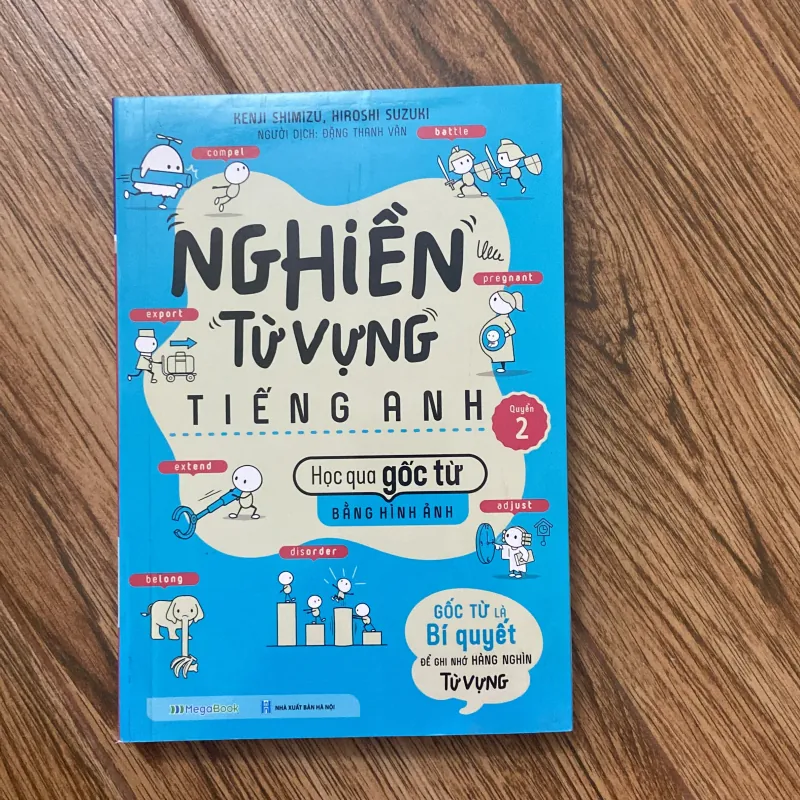 KENJI SHIMIZU, HIROSHI SUZUKI
NGƯỜI DỊCH: ĐẶNG THANH VÂN
battle
compel
NGHIỀN
pregnant
export
TỪ VỰNG
TIẾNG ANH
Quyển
2
extend
Học qua gốc từ
BẰNG HÌNH ẢNH
adjust
disorder
belong
GỐC TỪ LÀ
Bí quyết
ĐỂ GHI NHỚ HÀNG NGHÌN
TỪ VỰNG
MegaBook
NHÀ XUẤT BẢN HÀ NỘI